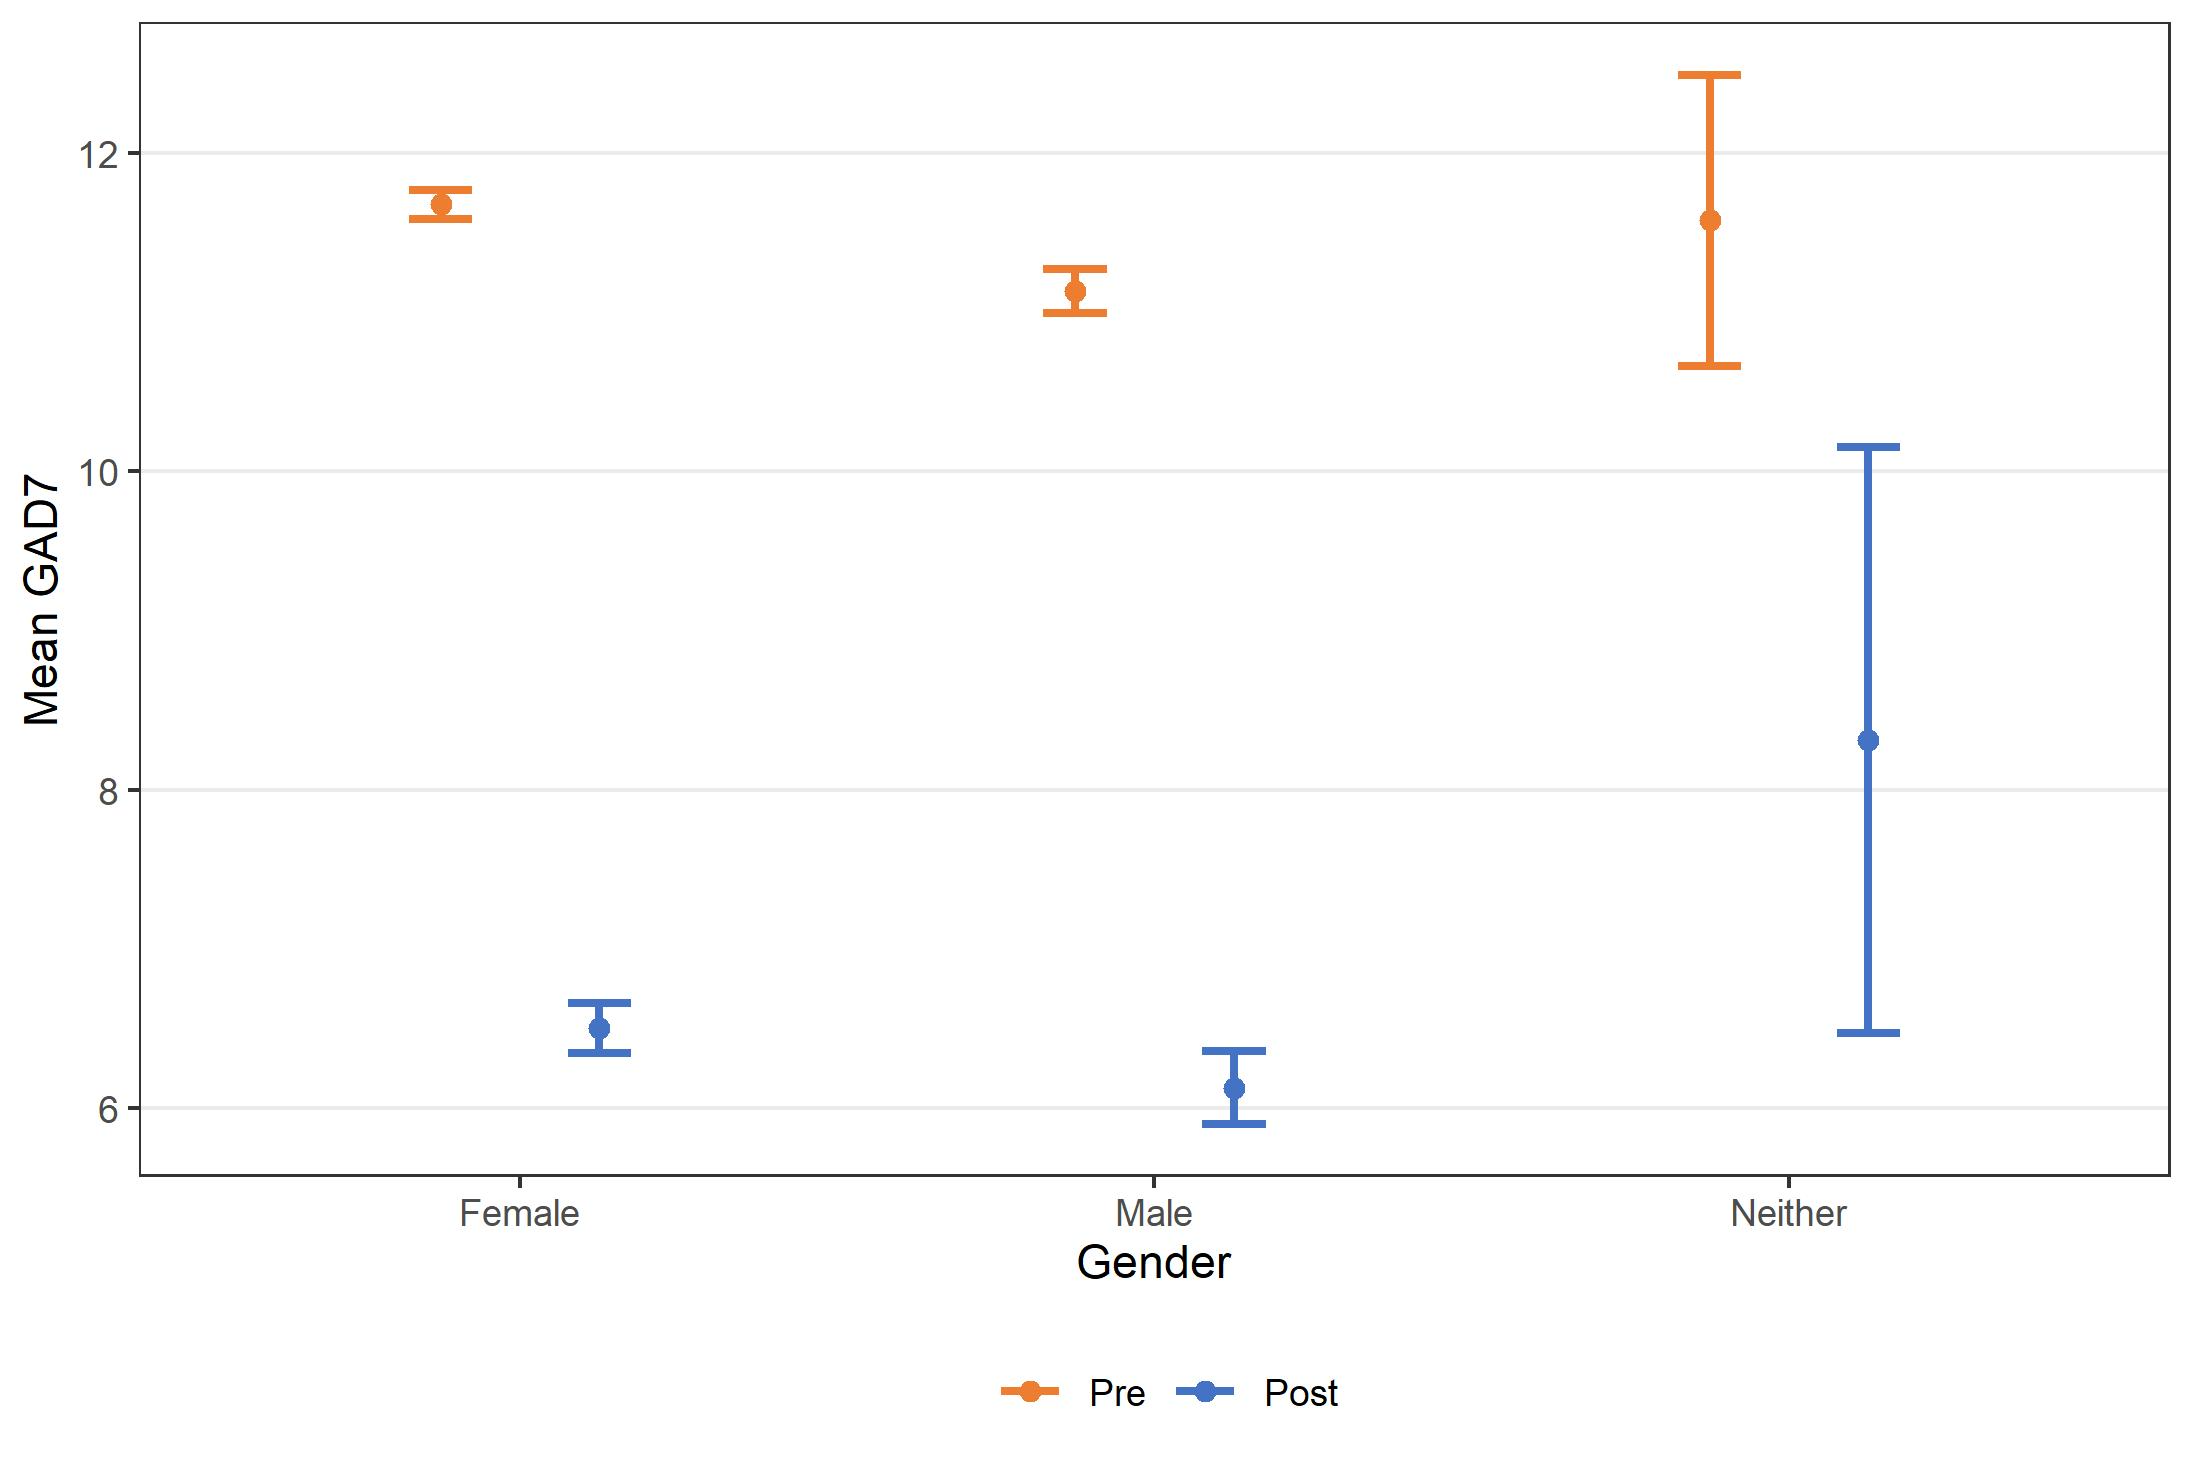 Mean GAD7
12
10
8
6
Female Male Neither
Gender
Pre Post